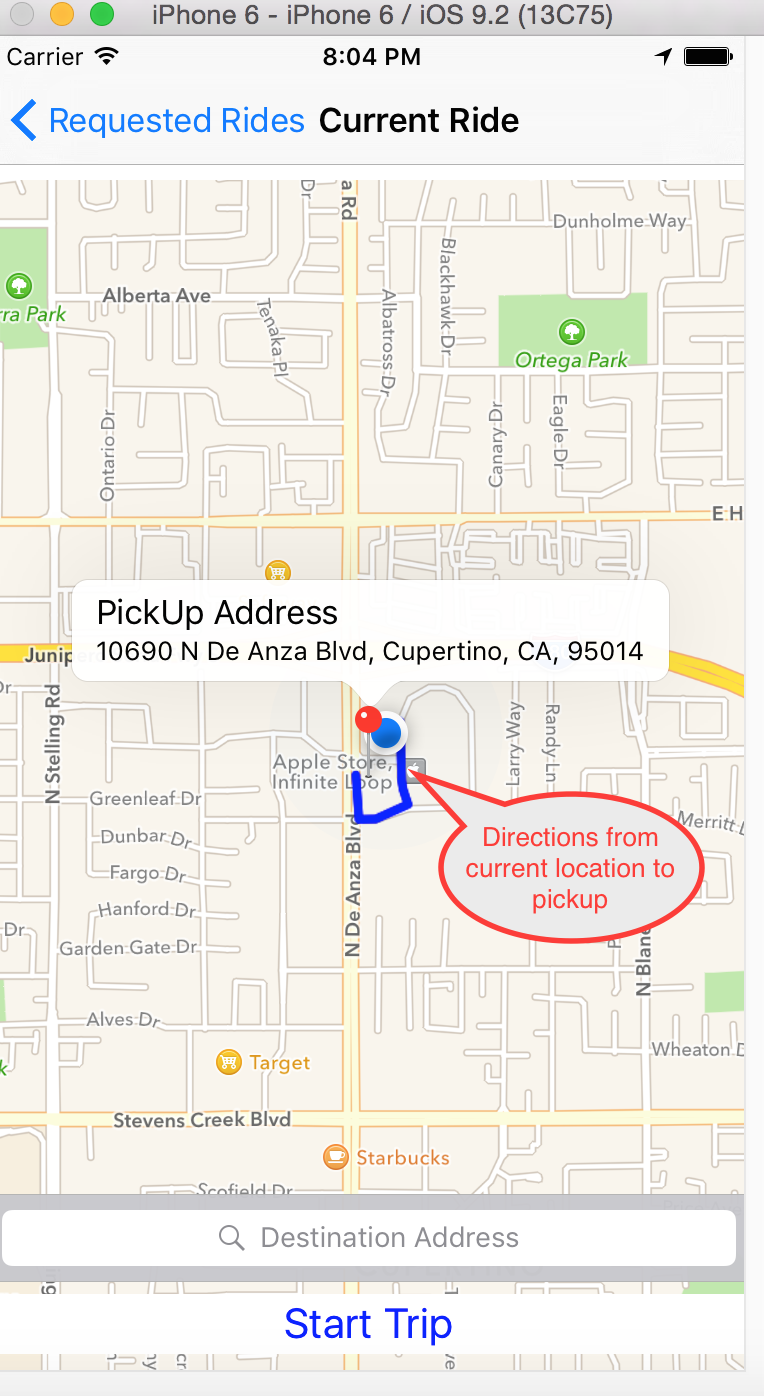 iPhone 6 - iPhone 6 / iOS 9.2 (13C75)
Carrier 8:04 PM
Requested Rides Current Ride
Dr
a Rd
Dunholme Way
Blackhawk Dr
Alberta Ave
rra Park
Tenaka Pl
Albatross Dr
Ortega Park
Ontario Dr
Canary Dr
Eagle Dr
E H
PickUp Address
Junip
10690 N De Anza Blvd, Cupertino, CA, 95014
Dr
N Stelling Rd
Larry Way
Randy Ln
Apple Store,
Infinite Loop
Greenleaf Dr
Merritt D
Dunbar Dr
Directions from
current location to
pickup
Fargo Dr
N De Anza Blvd
Hanford Dr
Dr
Garden Gate Dr
N Blane
Alves Dr
Wheaton D
k
Target
Stevens Creek Blvd
Starbucks
Scofield Dr
Destination Address
Start Trip